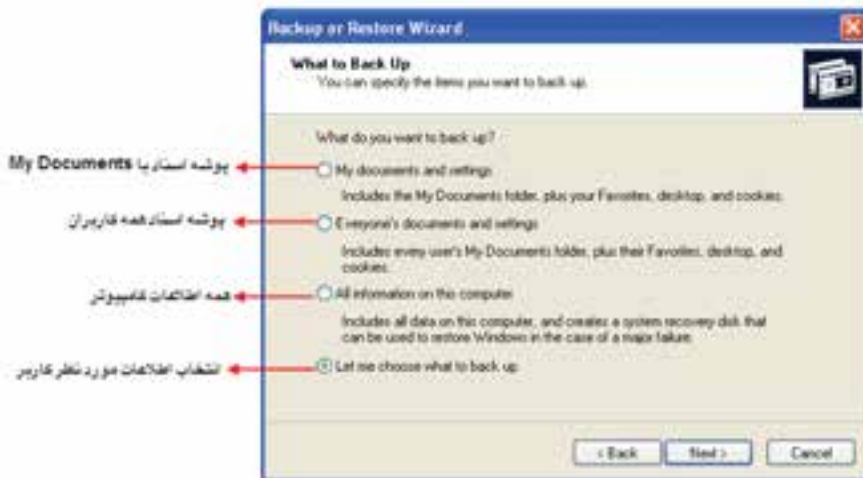 Backup or Restore Wizard
What to Back Up
You can specify the items you want to back up.
What do you want to back up?
پوشه اسناد یا My Documents
My documents and settings
Includes the My Documents folder, plus your Favorites, desktop, and cookies.
پوشه اسناد همه کاربران
Everyone's documents and settings
Includes every user's My Documents folder, plus their Favorites, desktop, and
cookies.
همه اطلاعات کامپیوتر
All information on this computer
Includes all data on this computer, and creates a system recovery disk that
can be used to restore Windows in the case of a major failure.
انتخاب اطلاعات مورد نظر کاربر
Let me choose what to back up
< Back
Next >
Cancel